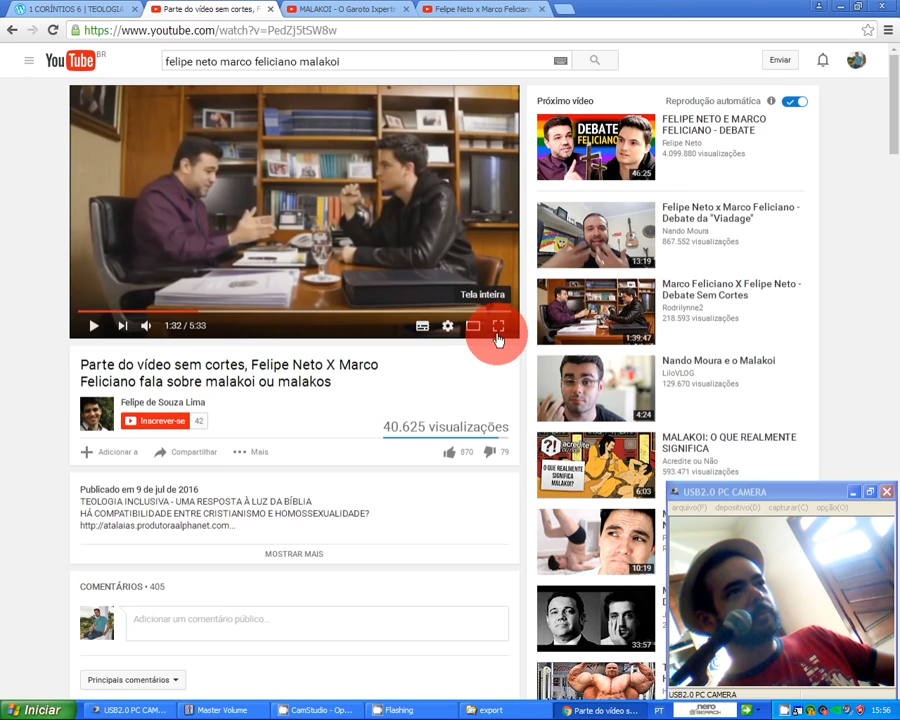 1 CORÍNTIOS 6 | TEOLOGIA
Parte do vídeo sem cortes, F
MALAKOI - O Garoto Expert
Felipe Neto x Marco Felician
https://www.youtube.com/watch?v=PedZj5tSW8w
YouTube BR
felipe neto marco feliciano malakoi
Enviar
Tela inteira
1:32 / 5:33
Parte do vídeo sem cortes, Felipe Neto X Marco
Feliciano fala sobre malakoi ou malakos
Felipe de Souza Lima
Inscrever-se 42
40.625 visualizações
Adicionar a
Compartilhar
Mais
870
79
Publicado em 9 de jul de 2016
TEOLOGIA INCLUSIVA - UMA RESPOSTA À LUZ DA BÍBLIA
HÁ COMPATIBILIDADE ENTRE CRISTIANISMO E HOMOSSEXUALIDADE?
http://atalaias.produtoraalphanet.com...
MOSTRAR MAIS
COMENTÁRIOS • 405
Adicionar um comentário público...
Principais comentários
Próximo vídeo
Reprodução automática
DEBATE
FELICIANO
46:25
FELIPE NETO E MARCO
FELICIANO - DEBATE
Felipe Neto
4.099.880 visualizações
13:19
Felipe Neto x Marco Feliciano -
Debate da "Viadage"
Nando Moura
867.552 visualizações
1:39:47
Marco Feliciano X Felipe Neto -
Debate Sem Cortes
Rodrilynne2
218.593 visualizações
4:24
Nando Moura e o Malakoi
LiloVLOG
129.670 visualizações
acredite
ou não
O QUE REALMENTE
SIGNIFICA
MALAKOI?
6:03
MALAKOI: O QUE REALMENTE
SIGNIFICA
Acredite ou Não
593.471 visualizações
10:19
33:57
USB2.0 PC CAMERA
arquivo(F) depositivo(D) capturar(C) opção(O)
USB2.0 PC CAMERA
Iniciar
USB2.0 PC CAM...
Master Volume
CamStudio - Op...
Flashing
export
Parte do vídeo s...
PT
nero
SEARCH
15:56